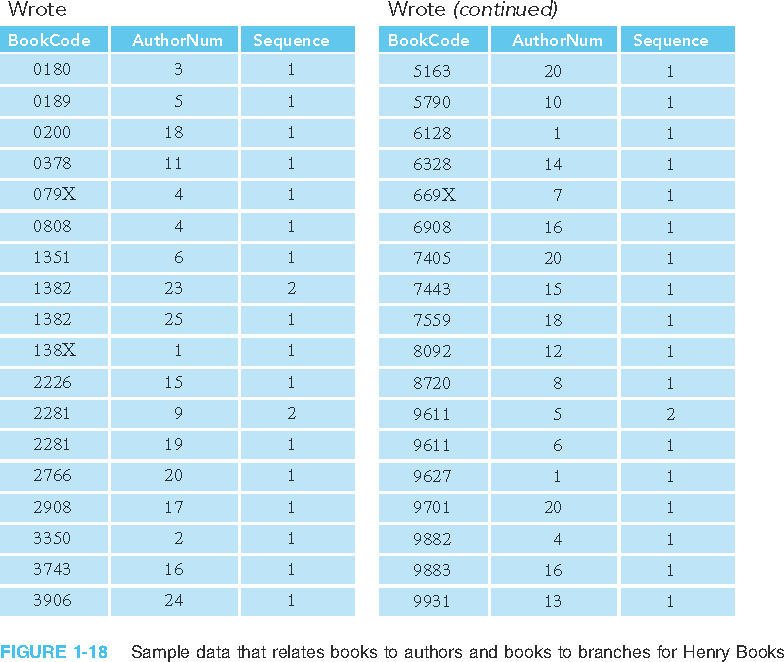 Wrote
BookCode AuthorNum Sequence
0180 3 1
0189 5 1
0200 18 1
0378 11 1
079X 4 1
0808 4 1
1351 6 1
1382 23 2
1382 25 1
138X 1 1
2226 15 1
2281 9 2
2281 19 1
2766 20 1
2908 17 1
3350 2 1
3743 16 1
3906 24 1
Wrote (continued)
BookCode AuthorNum Sequence
5163 20 1
5790 10 1
6128 1 1
6328 14 1
669X 7 1
6908 16 1
7405 20 1
7443 15 1
7559 18 1
8092 12 1
8720 8 1
9611 5 2
9611 6 1
9627 1 1
9701 20 1
9882 4 1
9883 16 1
9931 13 1
FIGURE 1-18 Sample data that relates books to authors and books to branches for Henry Books